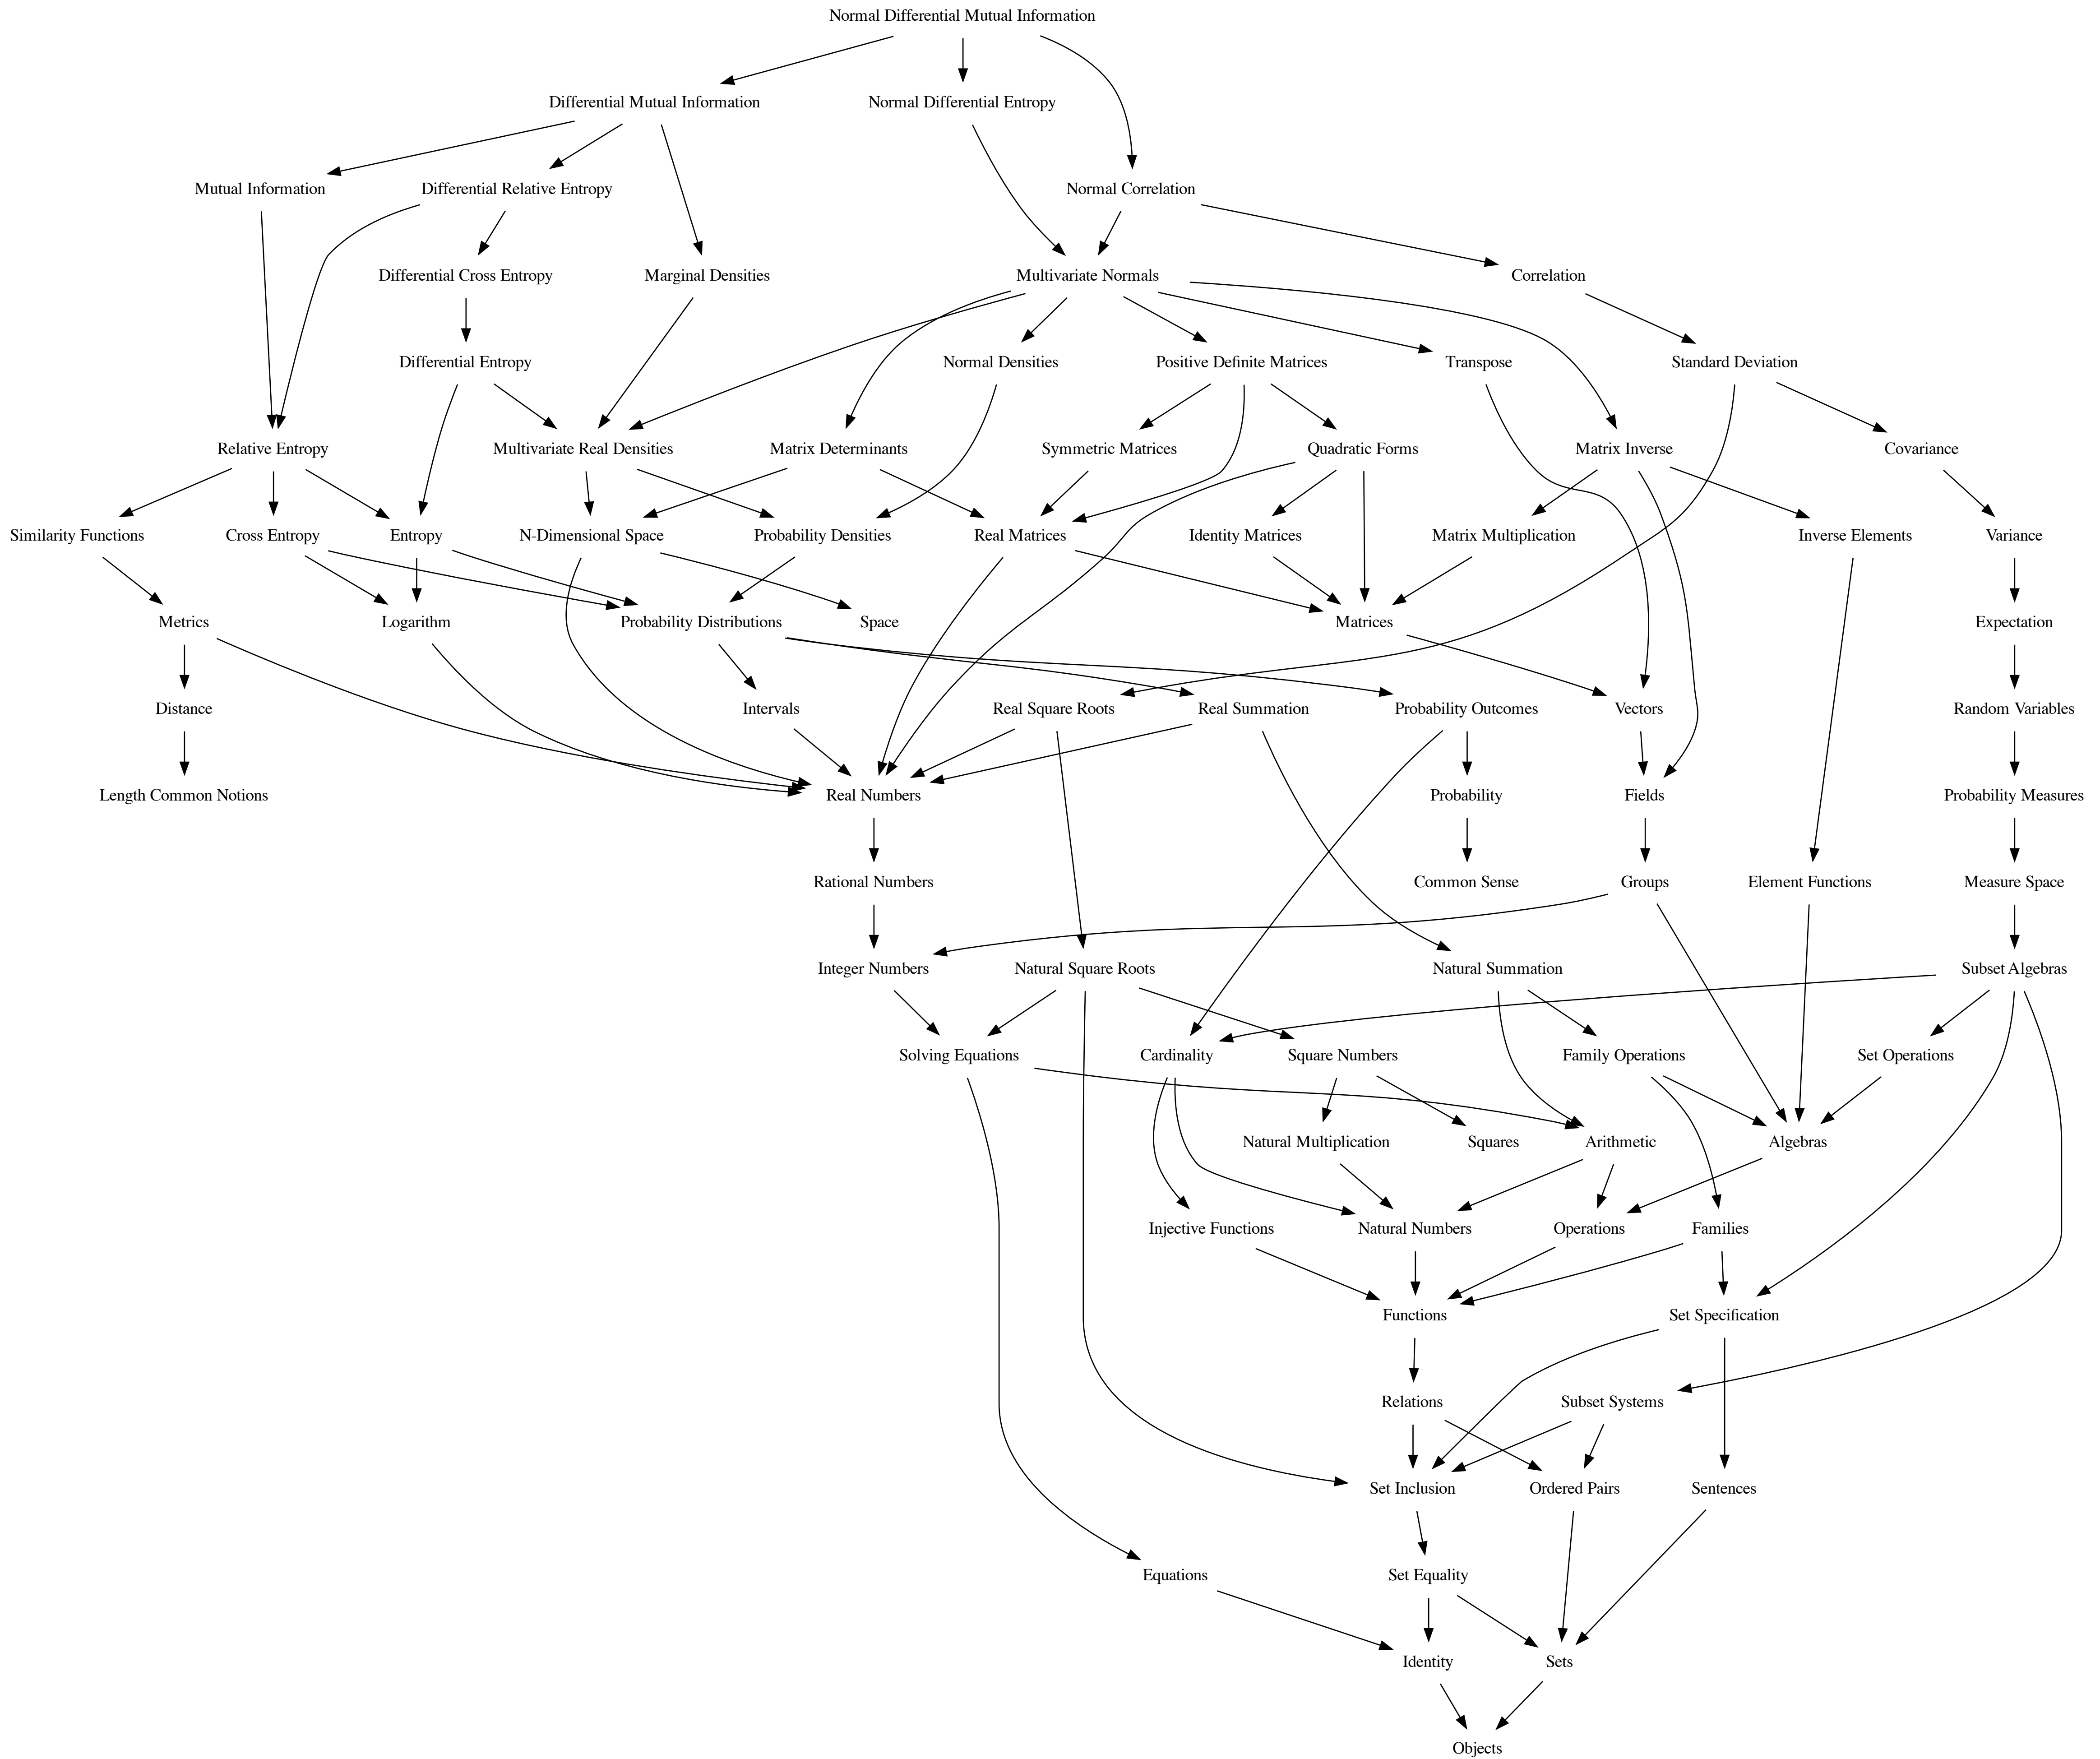 Normal Differential Mutual Information
Differential Mutual Information
Normal Differential Entropy
Mutual Information
Differential Relative Entropy
Normal Correlation
Differential Cross Entropy
Marginal Densities
Multivariate Normals
Correlation
Differential Entropy
Normal Densities
Positive Definite Matrices
Transpose
Standard Deviation
Relative Entropy
Multivariate Real Densities
Matrix Determinants
Symmetric Matrices
Quadratic Forms
Matrix Inverse
Covariance
Similarity Functions
Cross Entropy
Entropy
N-Dimensional Space
Probability Densities
Real Matrices
Identity Matrices
Matrix Multiplication
Inverse Elements
Variance
Metrics
Logarithm
Probability Distributions
Space
Matrices
Expectation
Distance
Intervals
Real Square Roots
Real Summation
Probability Outcomes
Vectors
Random Variables
Length Common Notions
Real Numbers
Probability
Fields
Probability Measures
Rational Numbers
Common Sense
Groups
Element Functions
Measure Space
Integer Numbers
Natural Square Roots
Natural Summation
Subset Algebras
Solving Equations
Cardinality
Square Numbers
Family Operations
Set Operations
Natural Multiplication
Squares
Arithmetic
Algebras
Injective Functions
Natural Numbers
Operations
Families
Functions
Set Specification
Relations
Subset Systems
Set Inclusion
Ordered Pairs
Sentences
Equations
Set Equality
Identity
Sets
Objects